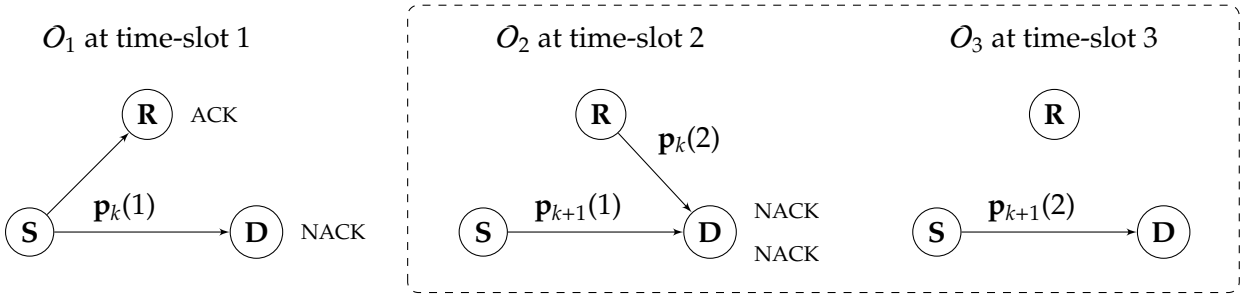 𝒪₁ at time-slot 1
R
ACK
p_k(1)
S
D
NACK
𝒪₂ at time-slot 2
R
p_k(2)
p_{k+1}(1)
S
D
NACK
NACK
𝒪₃ at time-slot 3
R
p_{k+1}(2)
S
D